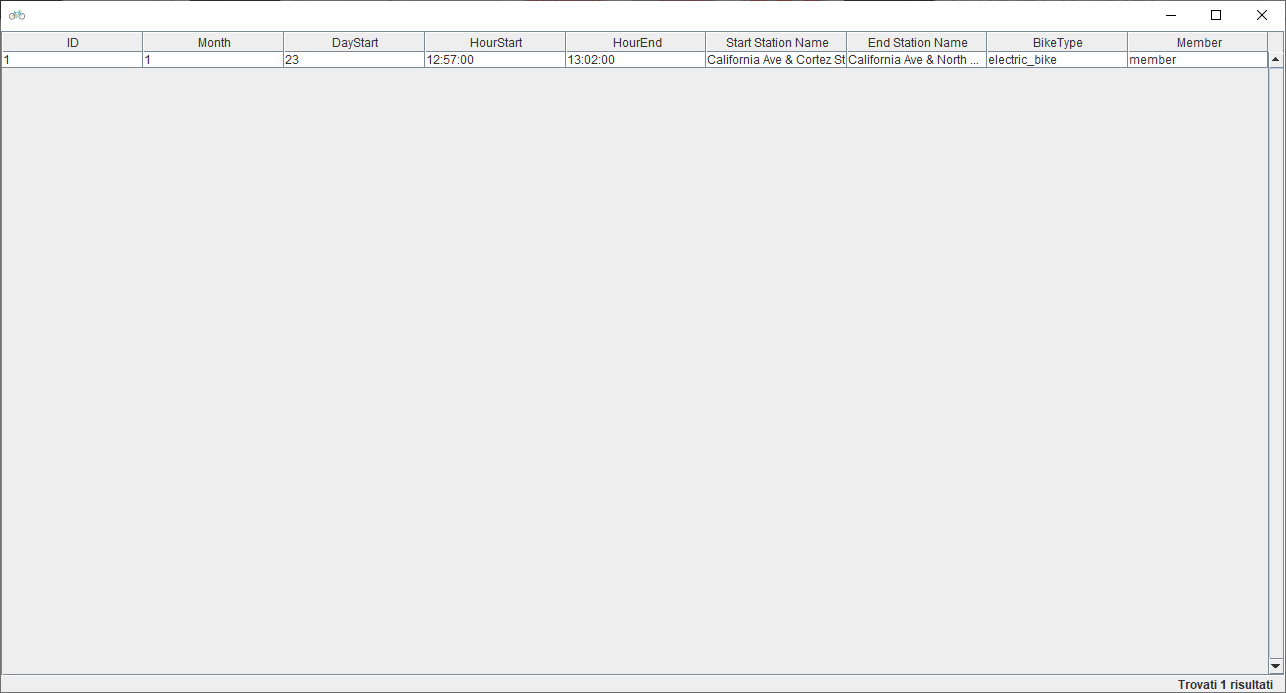 ID Month DayStart HourStart HourEnd Start Station Name End Station Name BikeType Member
1 1 23 12:57:00 13:02:00 California Ave & Cortez St California Ave & North ... electric_bike member
Trovati 1 risultati